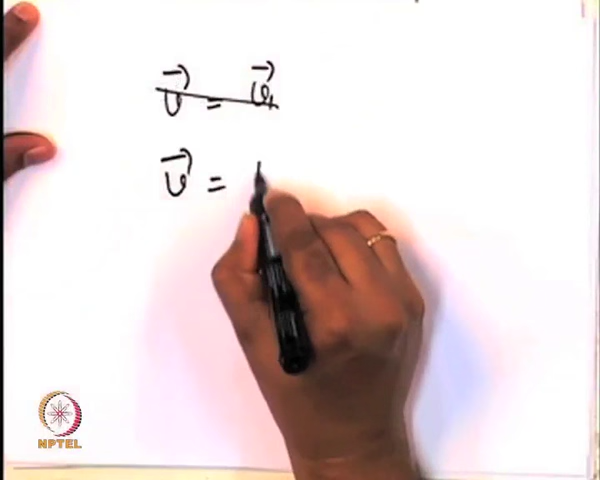 v⃗ = v⃗₁
v⃗ =
NPTEL